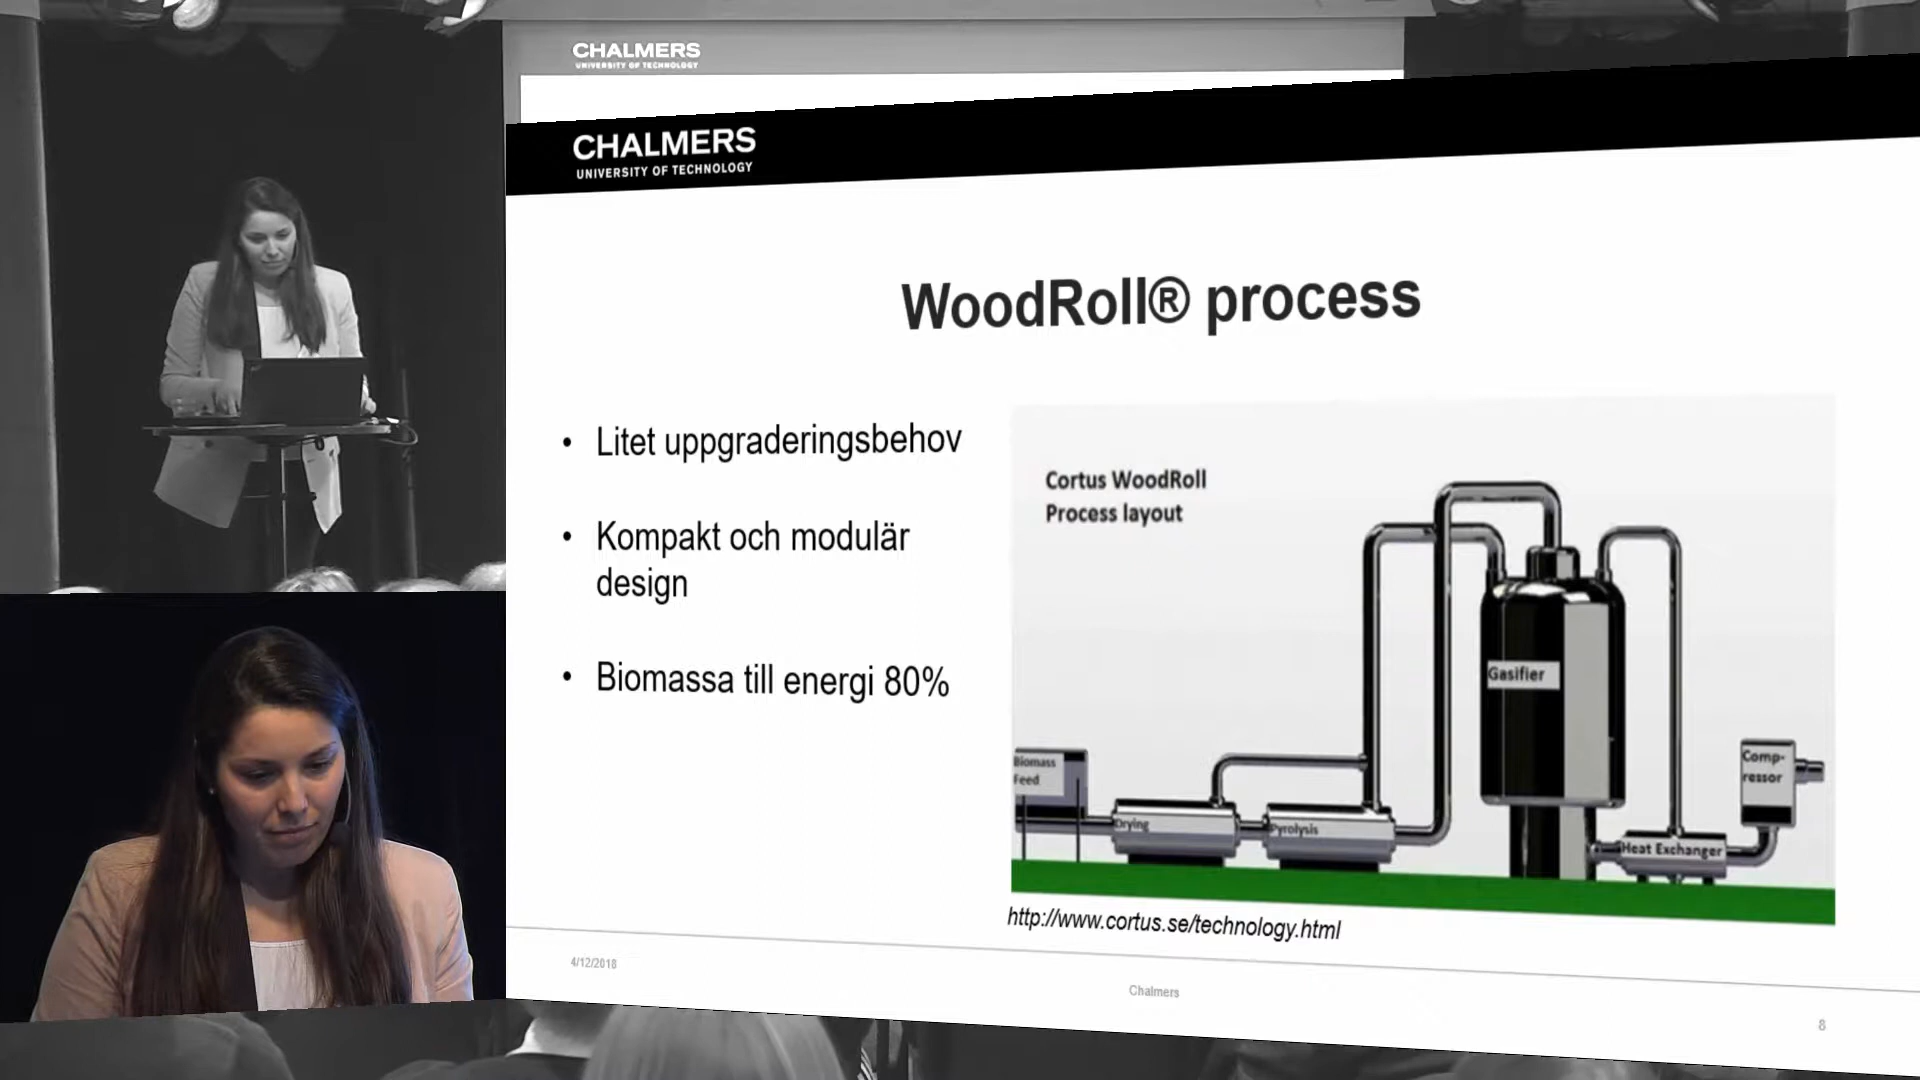 CHALMERS
UNIVERSITY OF TECHNOLOGY
CHALMERS
UNIVERSITY OF TECHNOLOGY
WoodRoll® process
• Litet uppgraderingsbehov
• Kompakt och modulär
design
• Biomassa till energi 80%
Cortus WoodRoll
Process layout
Gasifier
Biomass
Feed
Drying
Pyrolysis
Heat Exchanger
Comp-
ressor
http://www.cortus.se/technology.html
4/12/2018
Chalmers
8